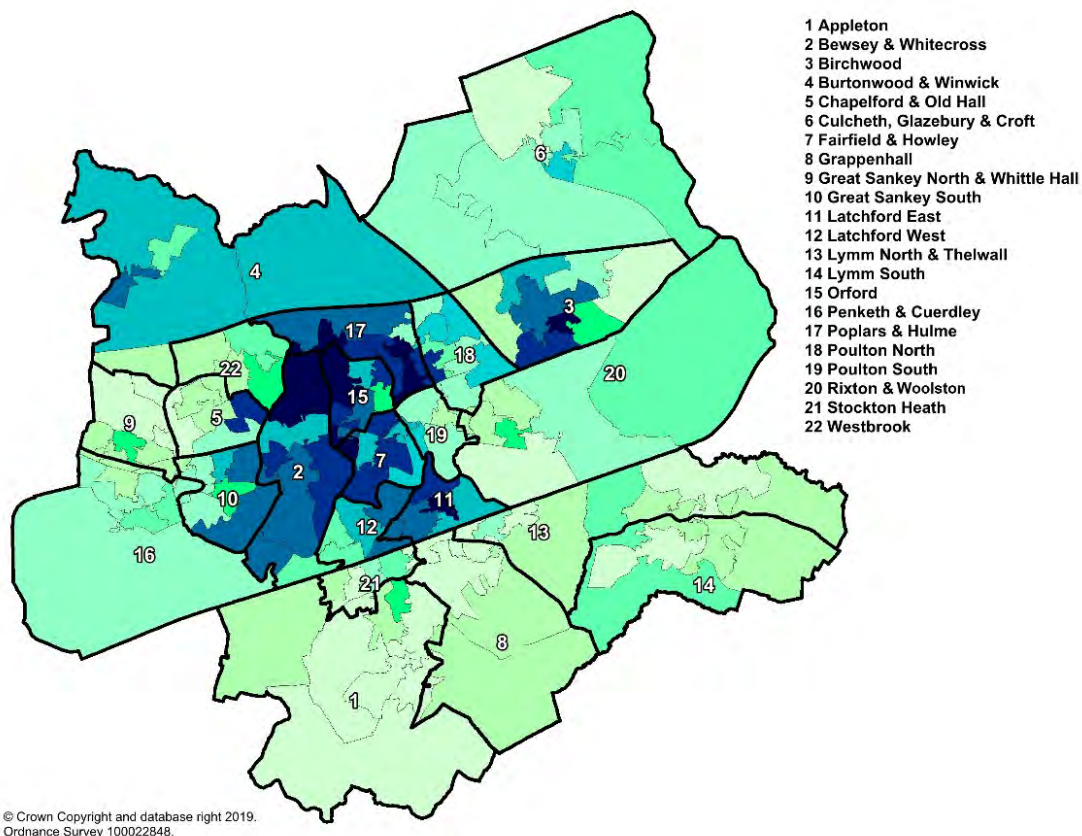 1 Appleton
2 Bewsey & Whitecross
3 Birchwood
4 Burtonwood & Winwick
5 Chapelford & Old Hall
6 Culcheth, Glazebury & Croft
7 Fairfield & Howley
8 Grappenhall
9 Great Sankey North & Whittle Hall
10 Great Sankey South
11 Latchford East
12 Latchford West
13 Lymm North & Thelwall
14 Lymm South
15 Orford
16 Penketh & Cuerdley
17 Poplars & Hulme
18 Poulton North
19 Poulton South
20 Rixton & Woolston
21 Stockton Heath
22 Westbrook
6
4
3
17
18
22
20
15
5
9
19
7
2
10
11
12
13
16
21
14
8
1
© Crown Copyright and database right 2019.
Ordnance Survey 100022848.